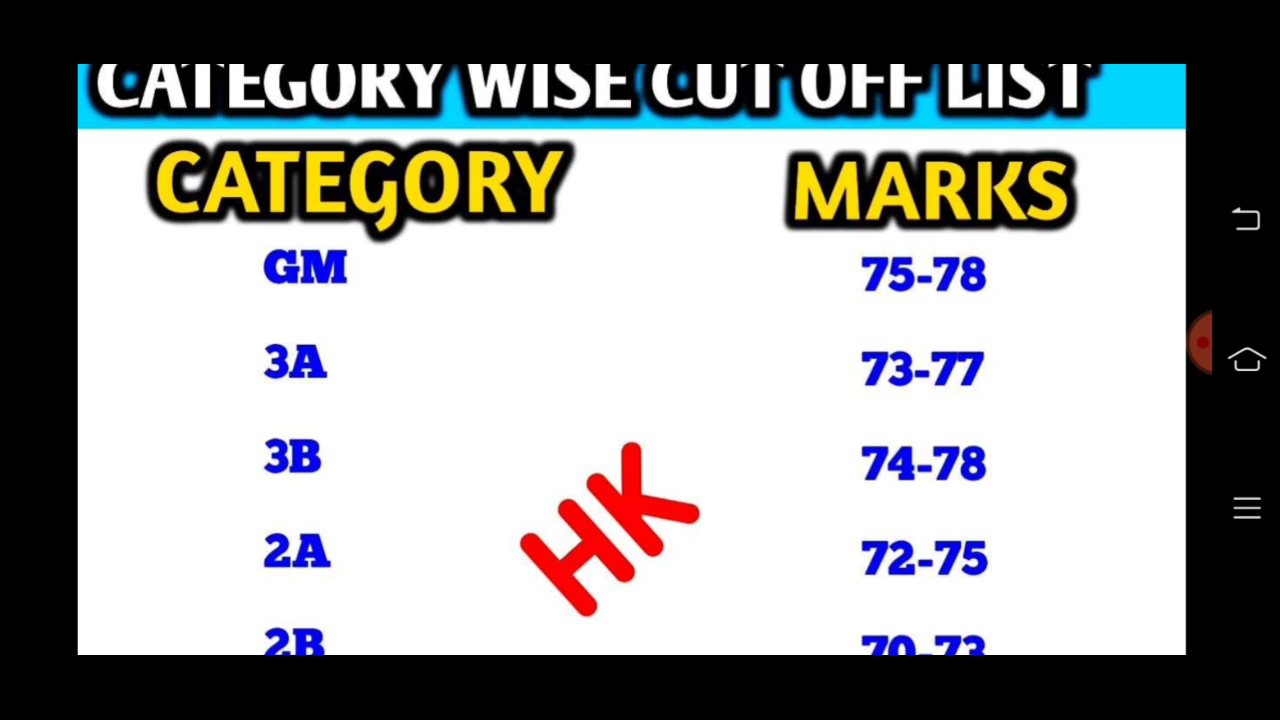 CATEGORY WISE CUT OFF LIST
CATEGORY MARKS
GM 75-78
3A 73-77
3B 74-78
2A 72-75
HK
2B 70-73